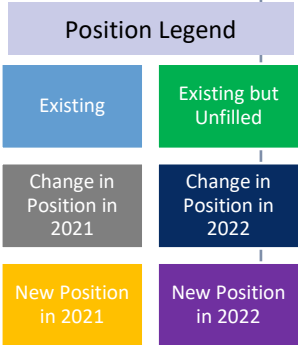 Position Legend
Existing
Existing but
Unfilled
Change in
Position in
2021
Change in
Position in
2022
New Position
in 2021
New Position
in 2022